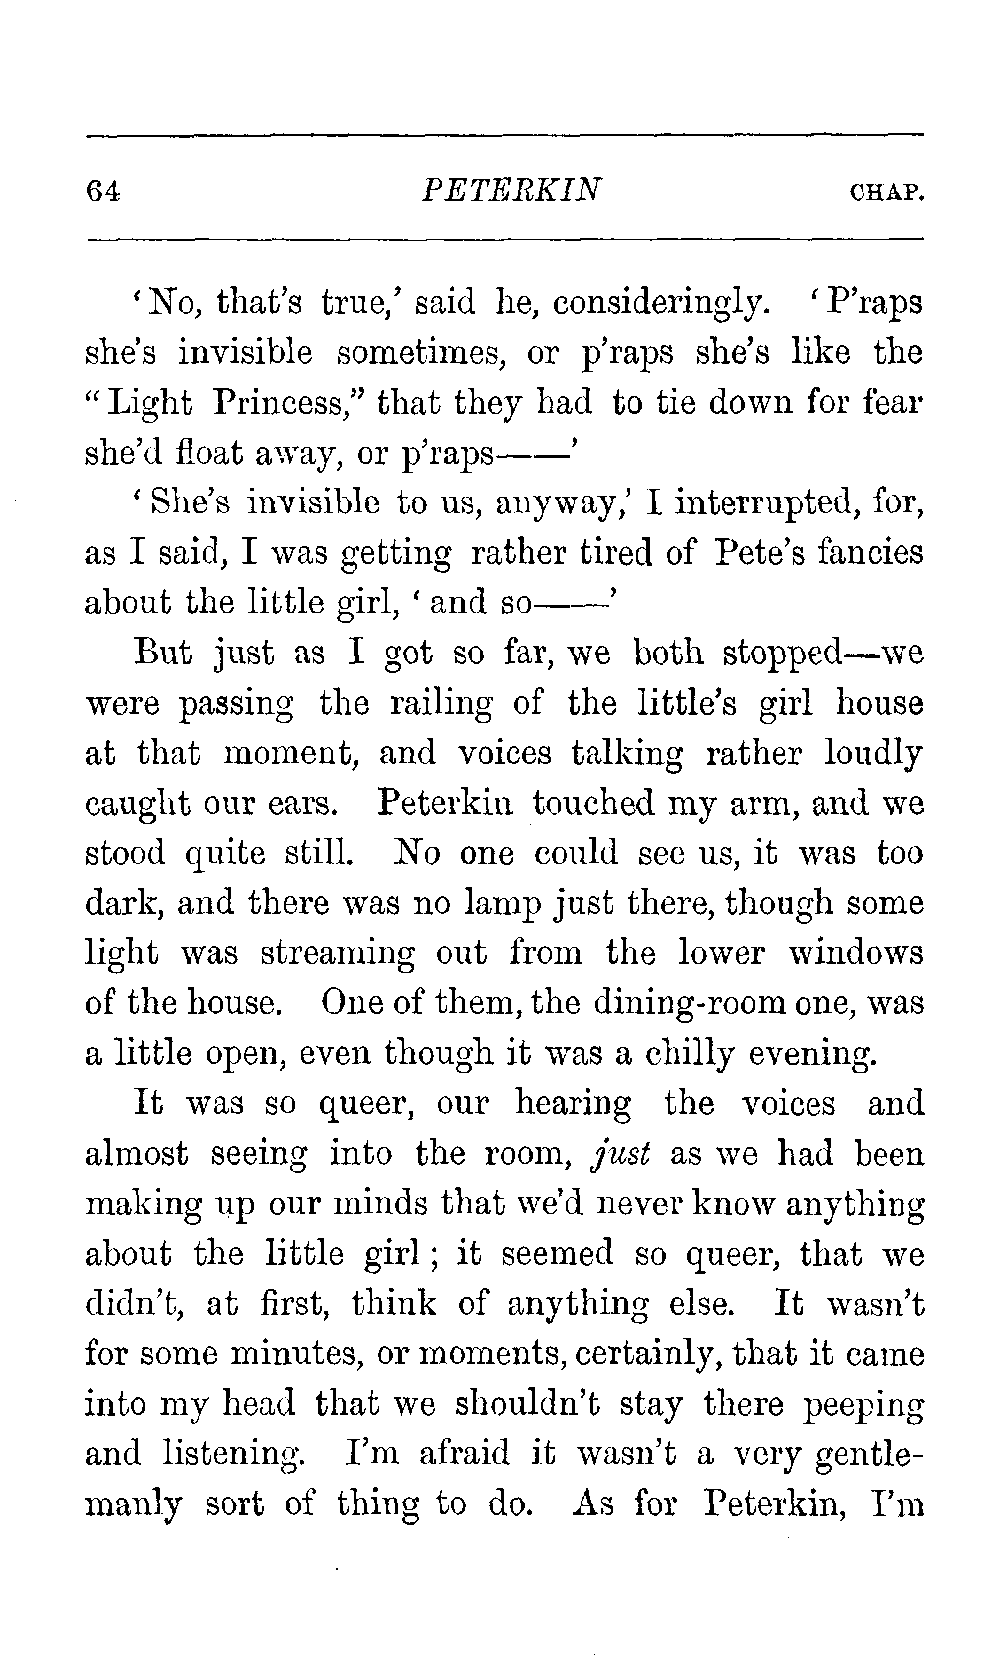 64 PETERKIN CHAP.
‘No, that’s true,’ said he, consideringly. ‘P’raps
she’s invisible sometimes, or p’raps she’s like the
“Light Princess,” that they had to tie down for fear
she’d float away, or p’raps——’
‘She’s invisible to us, anyway,’ I interrupted, for,
as I said, I was getting rather tired of Pete’s fancies
about the little girl, ‘and so——’
But just as I got so far, we both stopped—we
were passing the railing of the little’s girl house
at that moment, and voices talking rather loudly
caught our ears. Peterkin touched my arm, and we
stood quite still. No one could see us, it was too
dark, and there was no lamp just there, though some
light was streaming out from the lower windows
of the house. One of them, the dining-room one, was
a little open, even though it was a chilly evening.
It was so queer, our hearing the voices and
almost seeing into the room, just as we had been
making up our minds that we’d never know anything
about the little girl; it seemed so queer, that we
didn’t, at first, think of anything else. It wasn’t
for some minutes, or moments, certainly, that it came
into my head that we shouldn’t stay there peeping
and listening. I’m afraid it wasn’t a very gentle-
manly sort of thing to do. As for Peterkin, I’m